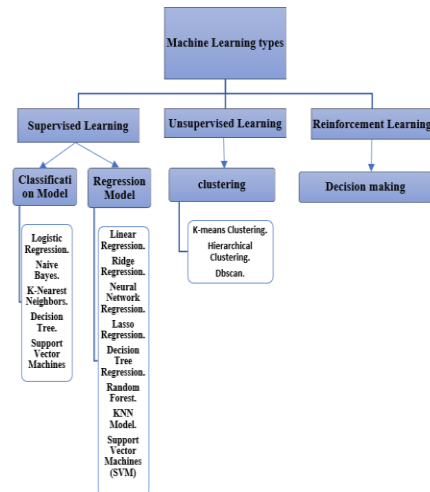 Machine Learning types
Supervised Learning
Unsupervised Learning
Reinforcement Learning
Classificati
on Model
Regression
Model
clustering
Decision making
Logistic
Regression.
Naive
Bayes.
K-Nearest
Neighbors.
Decision
Tree.
Support
Vector
Machines
Linear
Regression.
Ridge
Regression.
Neural
Network
Regression.
Lasso
Regression.
Decision
Tree
Regression.
Random
Forest.
KNN
Model.
Support
Vector
Machines
(SVM)
K-means Clustering.
Hierarchical
Clustering.
Dbscan.